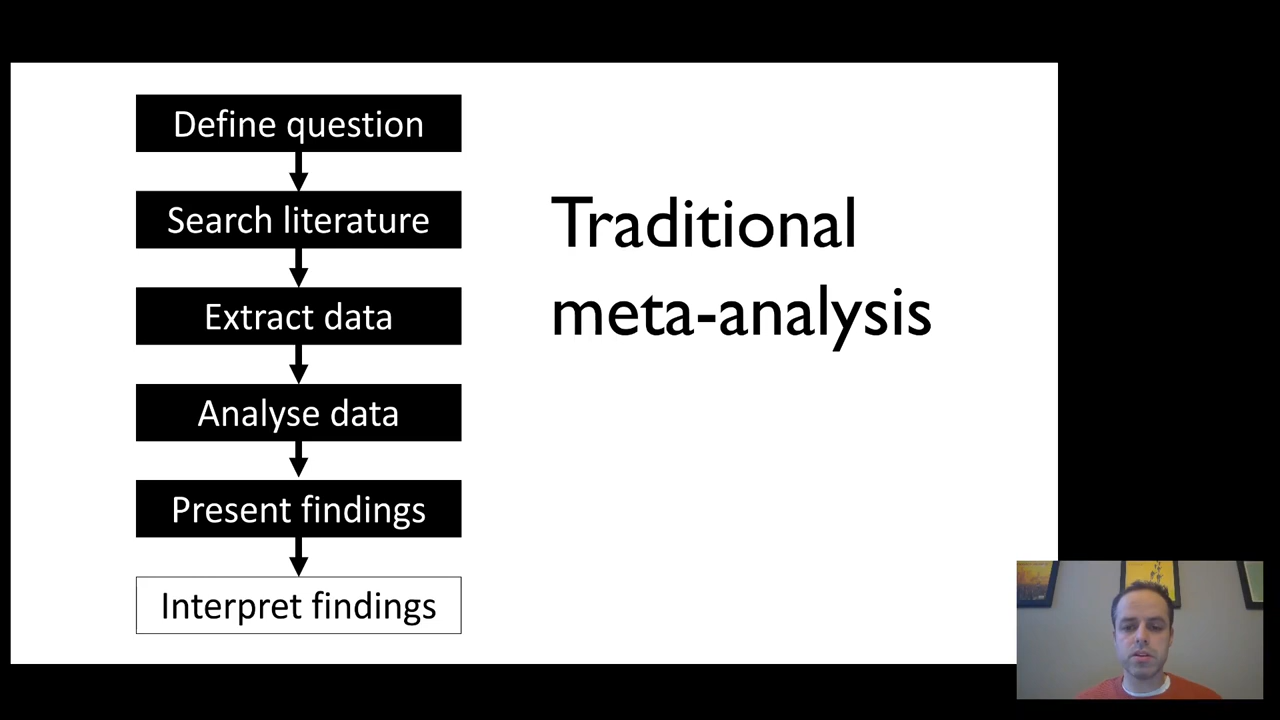 Define question
Search literature
Extract data
Analyse data
Present findings
Interpret findings
Traditional
meta-analysis